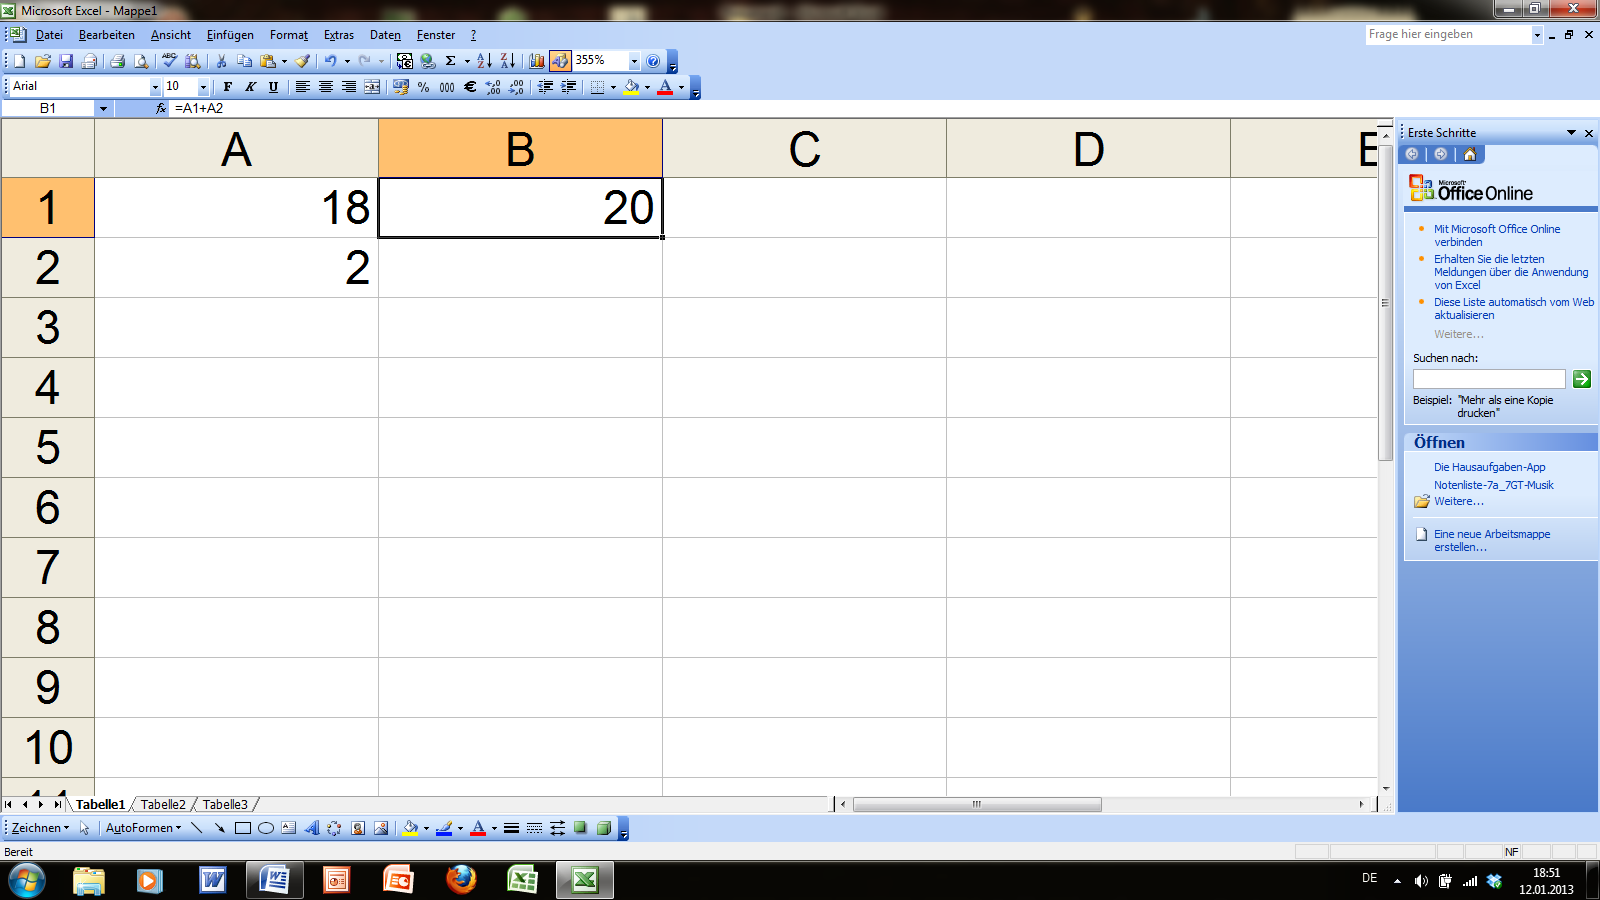 Microsoft Excel - Mappe1
Datei Bearbeiten Ansicht Einfügen Format Extras Daten Fenster ?
Frage hier eingeben
355%
Arial 10 F K U % 000 €
B1 fx =A1+A2
A B C D E
1 18 20
2 2
3
4
5
6
7
8
9
10
11
Tabelle1 Tabelle2 Tabelle3
Erste Schritte
Microsoft
Office Online
Mit Microsoft Office Online
verbinden
Erhalten Sie die letzten
Meldungen über die Anwendung
von Excel
Diese Liste automatisch vom Web
aktualisieren
Weitere...
Suchen nach:
Beispiel: "Mehr als eine Kopie
drucken"
Öffnen
Die Hausaufgaben-App
Notenliste-7a_7GT-Musik
Weitere...
Eine neue Arbeitsmappe
erstellen...
Zeichnen AutoFormen
Bereit
NF
DE
18:51
12.01.2013